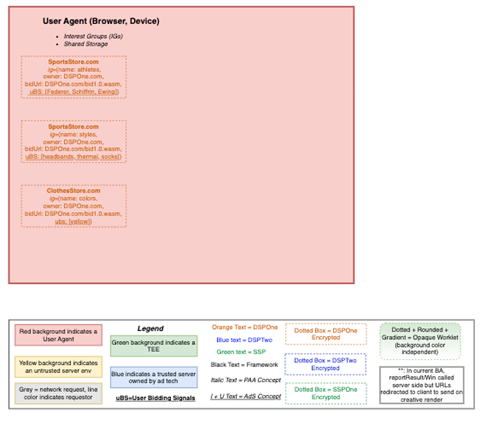 User Agent (Browser, Device)
• Interest Groups (IGs)
• Shared Storage
SportsStore.com
ig={name: athletes,
owner: DSPOne.com,
bidUrl: DSPOne.com/bid1.0.wasm,
uBS: [Federer, Schiffrin, Ewing]}
SportsStore.com
ig={name: styles,
owner: DSPOne.com,
bidUrl: DSPOne.com/bid1.0.wasm,
uBS: [headbands, thermal, socks]}
ClothesStore.com
ig={name: colors,
owner: DSPOne.com,
bidUrl: DSPOne.com/bid1.0.wasm,
ubs: [yellow]}
Legend
Red background indicates a
User Agent
Yellow background indicates
an untrusted server env
Grey = network request, line
color indicates requestor
Green background indicates a
TEE
Blue indicates a trusted server
owned by ad tech
uBS=User Bidding Signals
Orange Text = DSPOne
Blue text = DSPTwo
Green text = SSP
Black Text = Framework
Italic Text = PAA Concept
I + U Text = AdS Concept
Dotted Box = DSPOne
Encrypted
Dotted Box = DSPTwo
Encrypted
Dotted Box = SSPOne
Encrypted
Dotted + Rounded +
Gradient = Opaque Worklet
(background color
independent)
**: In current BA,
reportResult/Win called
server side but URLs
redirected to client to send on
creative render